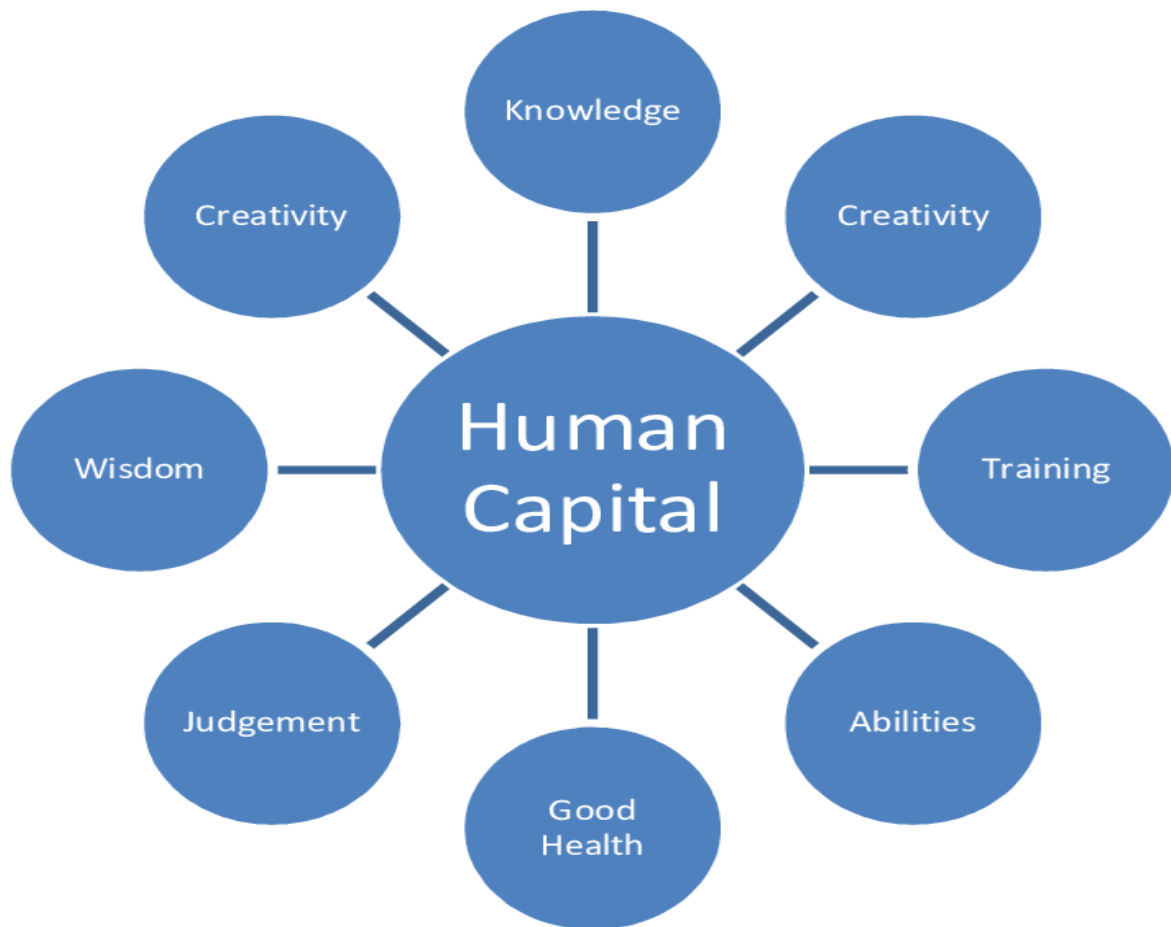 Knowledge
Creativity
Creativity
Human
Capital
Wisdom
Training
Judgement
Abilities
Good
Health